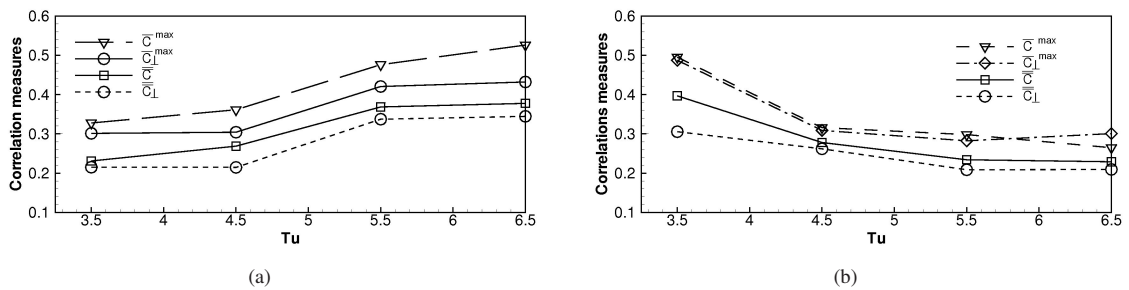 0.6
0.5
0.4
0.3
0.2
0.1
Correlation measures
C̅ max
C̅⊥ max
C̿
C̿⊥
3.5 4 4.5 5 5.5 6 6.5
Tu
(a)
0.6
0.5
0.4
0.3
0.2
0.1
Correlations measures
C̅ max
C̅⊥ max
C̿
C̿⊥
3.5 4 4.5 5 5.5 6 6.5
Tu
(b)